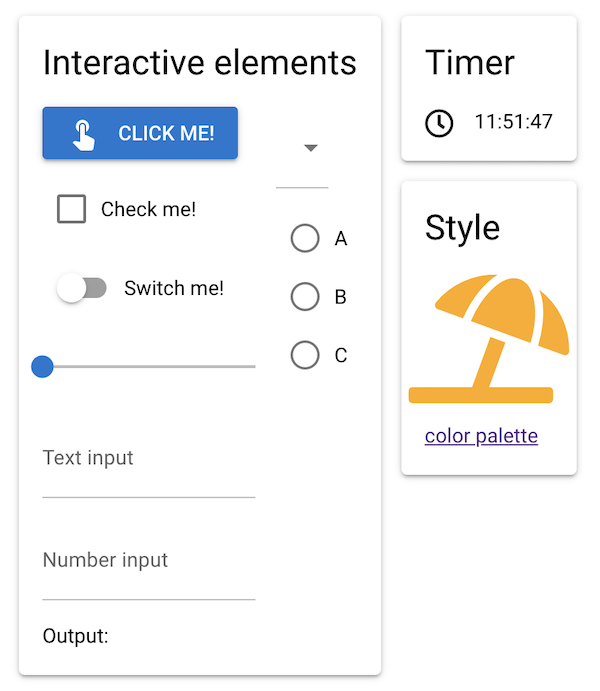 Interactive elements
CLICK ME!
Check me!
Switch me!
A
B
C
Text input
Number input
Output:
Timer
11:51:47
Style
color palette